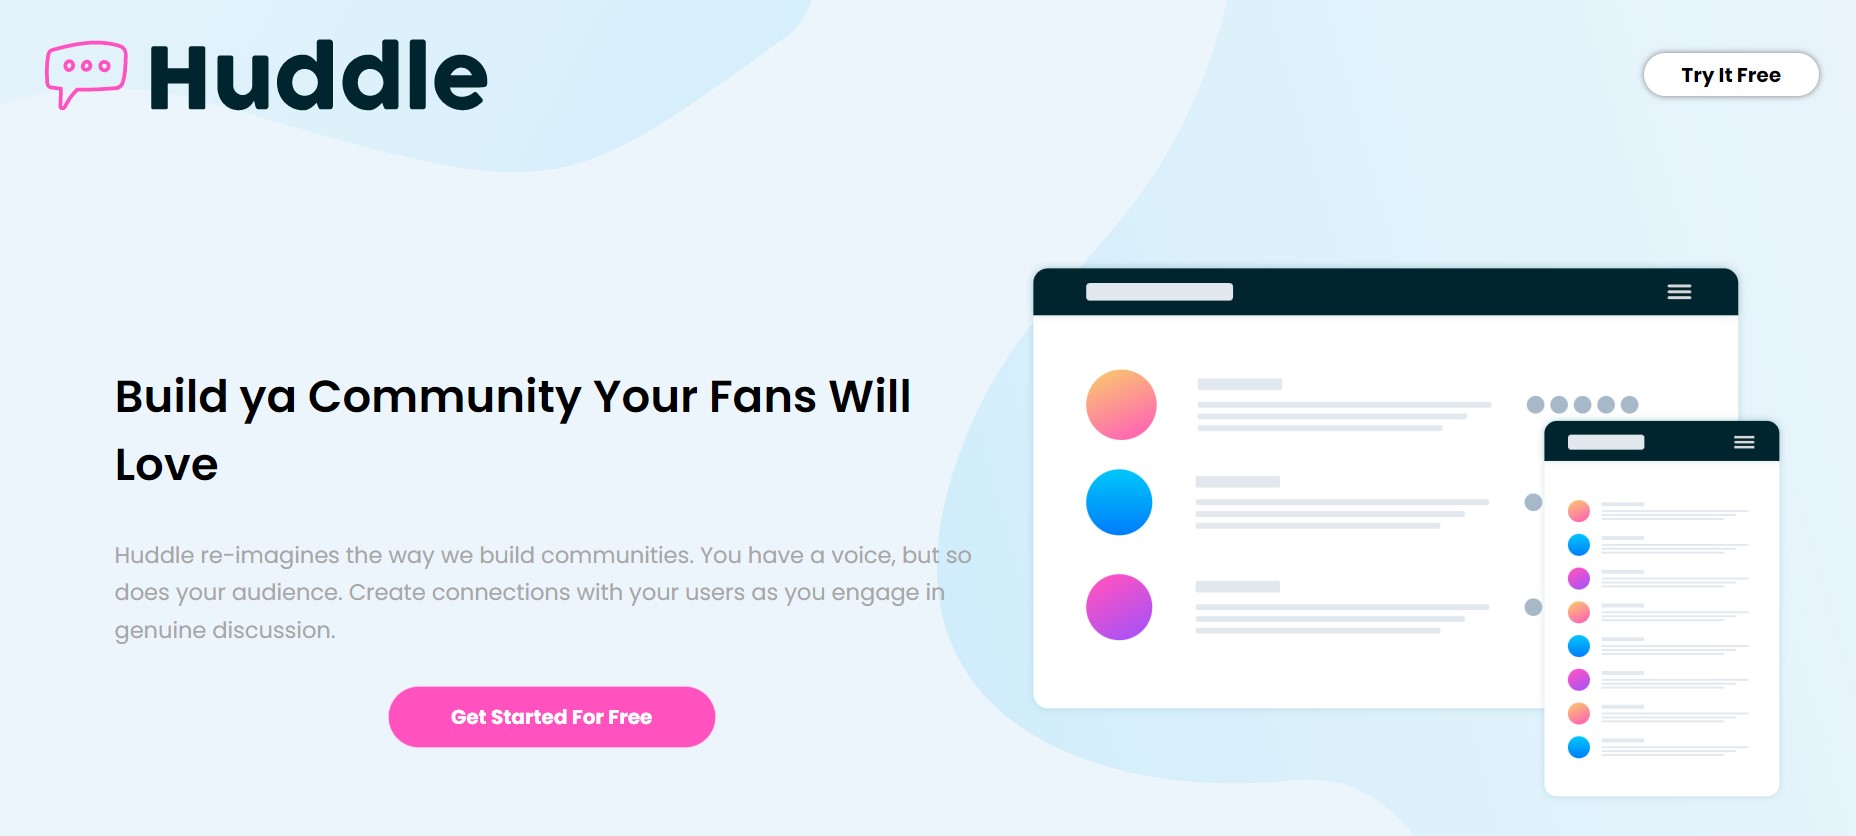 Huddle
Try It Free
Build ya Community Your Fans Will
Love
Huddle re-imagines the way we build communities. You have a voice, but so
does your audience. Create connections with your users as you engage in
genuine discussion.
Get Started For Free